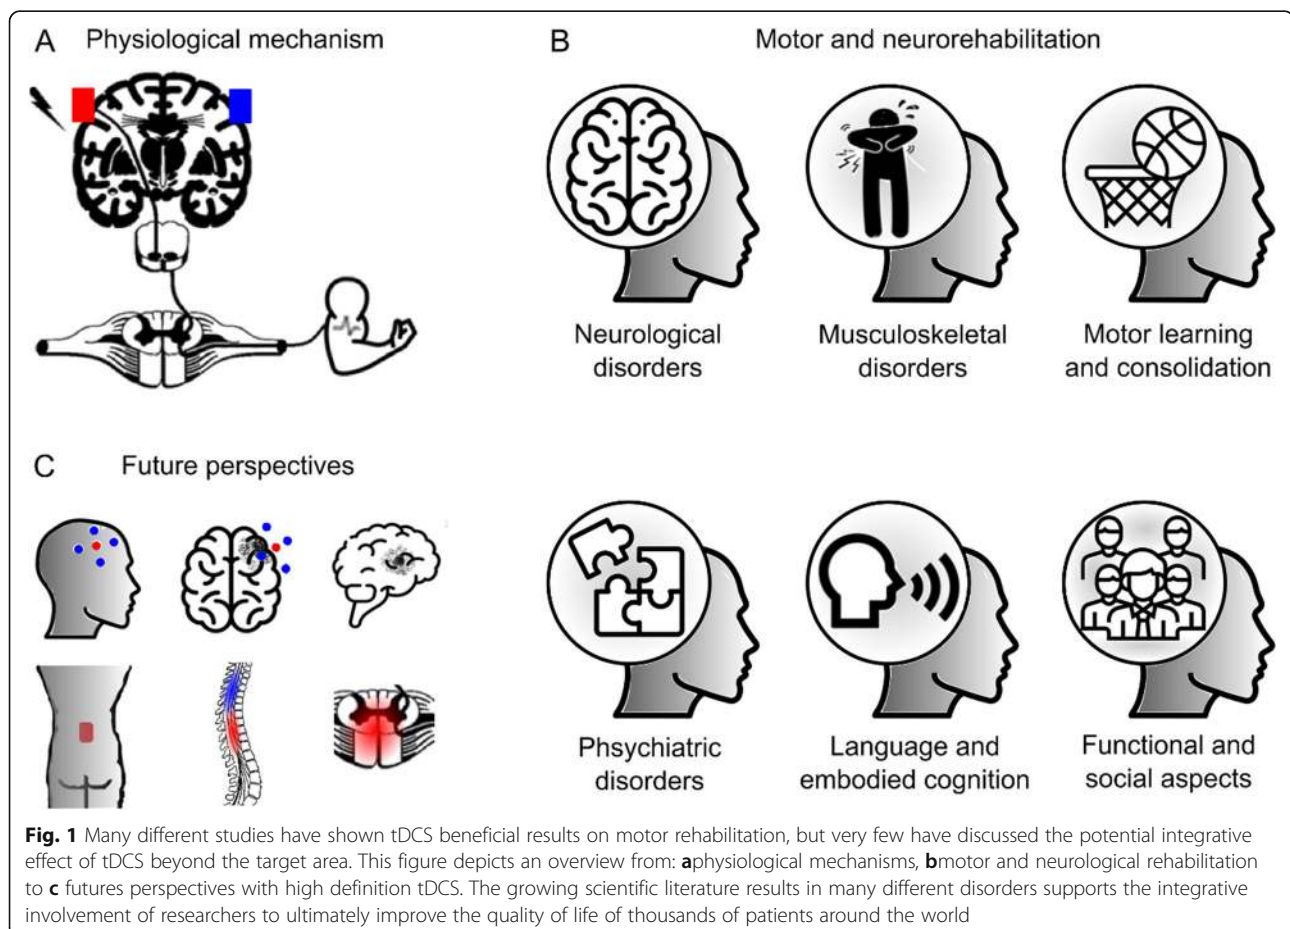 A Physiological mechanism
B Motor and neurorehabilitation
Neurological
disorders
Musculoskeletal
disorders
Motor learning
and consolidation
C Future perspectives
Phsychiatric
disorders
Language and
embodied cognition
Functional and
social aspects
Fig. 1 Many different studies have shown tDCS beneficial results on motor rehabilitation, but very few have discussed the potential integrative
effect of tDCS beyond the target area. This figure depicts an overview from: aphysiological mechanisms, bmotor and neurological rehabilitation
to c futures perspectives with high definition tDCS. The growing scientific literature results in many different disorders supports the integrative
involvement of researchers to ultimately improve the quality of life of thousands of patients around the world